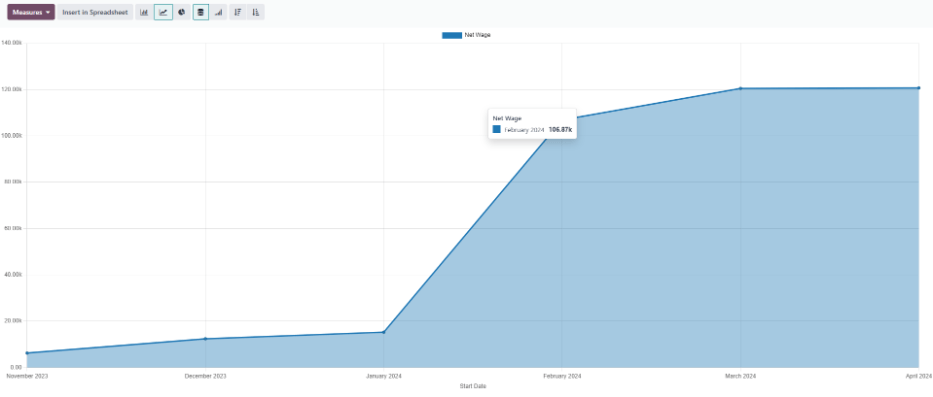 Measures Insert in Spreadsheet
Net Wage
140.00k
120.00k
100.00k
80.00k
60.00k
40.00k
20.00k
0.00
Net Wage
February 2024 106.87k
November 2023 December 2023 January 2024 February 2024 March 2024 April 2024
Start Date